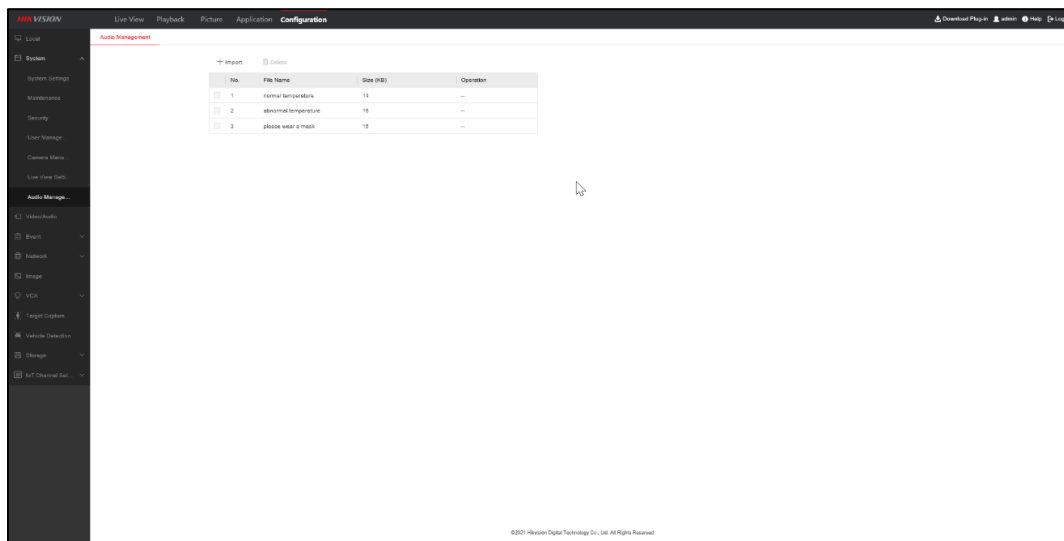 HIKVISION
Live View Playback Picture Application Configuration
Download Plug-in admin Help Log
Local
Audio Management
System
System Settings
Maintenance
Security
User Manage
Camera Mana ...
Live View Setti...
Audio Manage...
Video/Audio
Event
Network
Image
VCA
Target Capture
Vehicle Detection
Storage
IoT Channel Set...
Import Delete
No. File Name Size (KB) Operation
1 normal temperature 14 --
2 abnormal temperature --
3 please wear a mask 15 --
©2021 Hikvision Digital Technology Co., Ltd. All Rights Reserved.